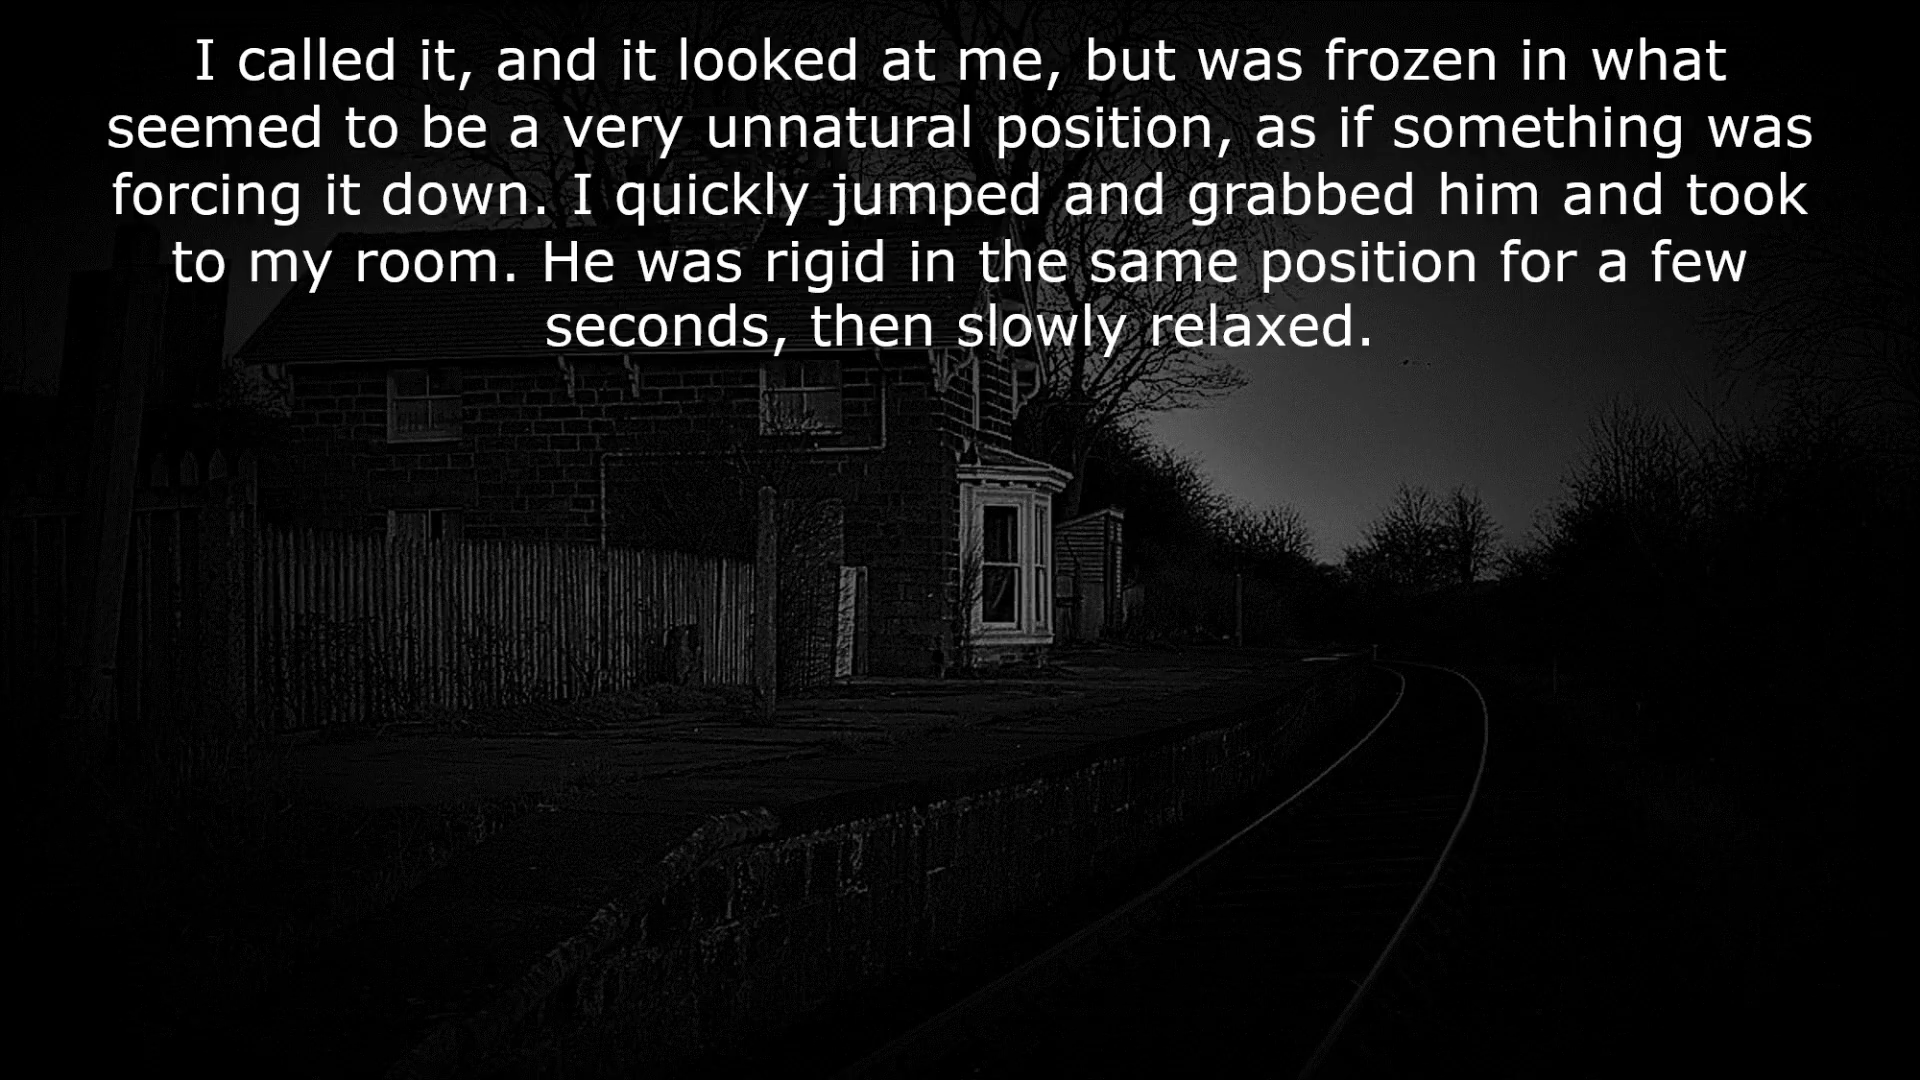 I called it, and it looked at me, but was frozen in what
seemed to be a very unnatural position, as if something was
forcing it down. I quickly jumped and grabbed him and took
to my room. He was rigid in the same position for a few
seconds, then slowly relaxed.